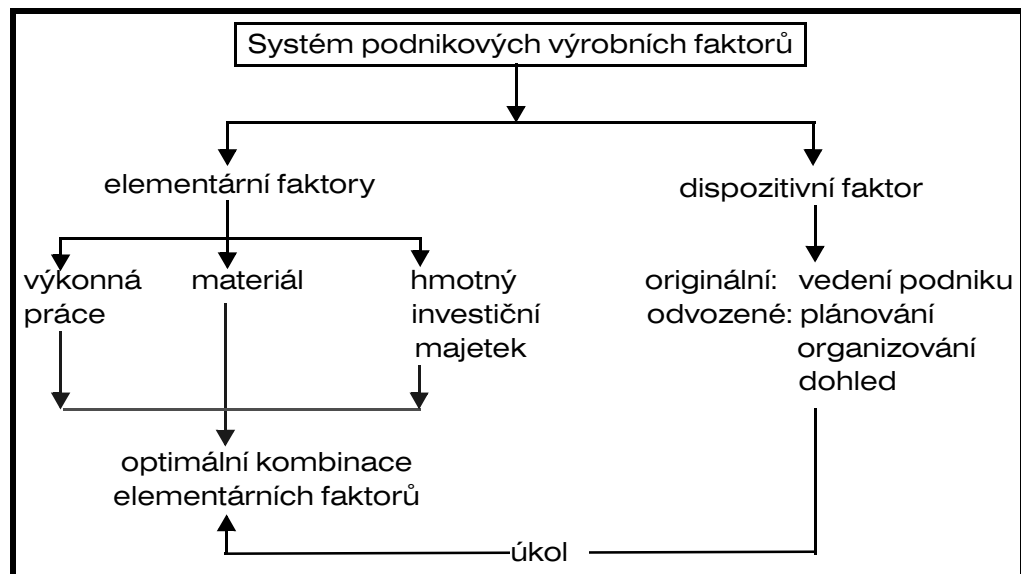 Systém podnikových výrobních faktorů
elementární faktory
dispozitivní faktor
výkonná
práce
materiál
hmotný
investiční
majetek
originální: vedení podniku
odvozené: plánování
organizování
dohled
optimální kombinace
elementárních faktorů
úkol